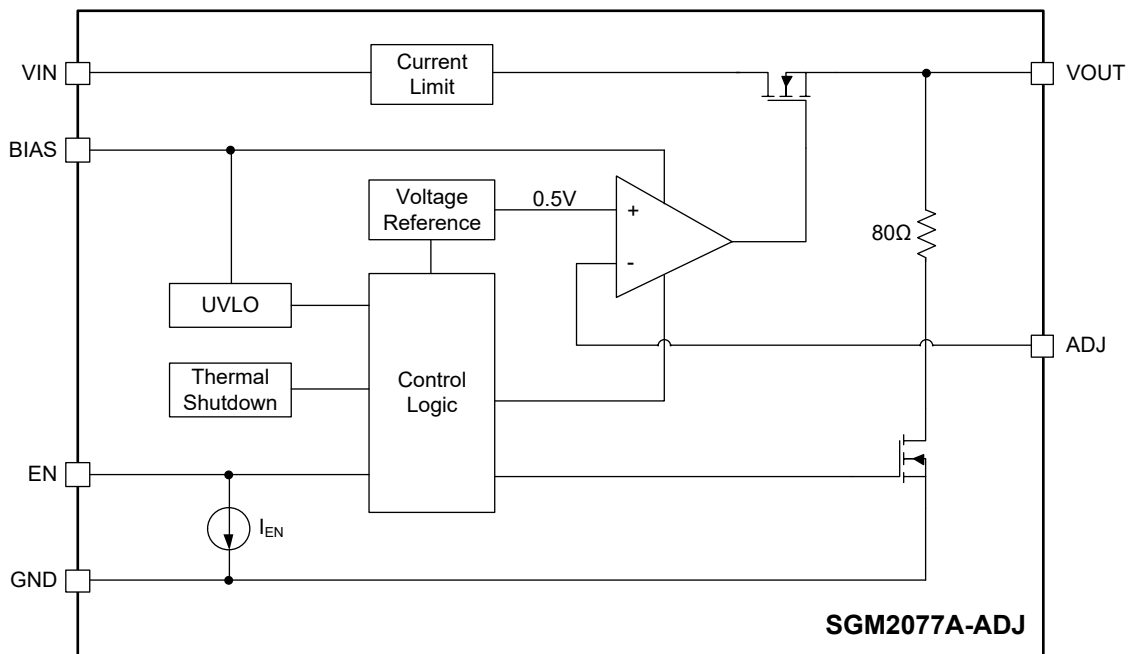 VIN
Current
Limit
VOUT
BIAS
Voltage
Reference
0.5V
+
-
80Ω
UVLO
ADJ
Thermal
Shutdown
Control
Logic
EN
IEN
GND
SGM2077A-ADJ